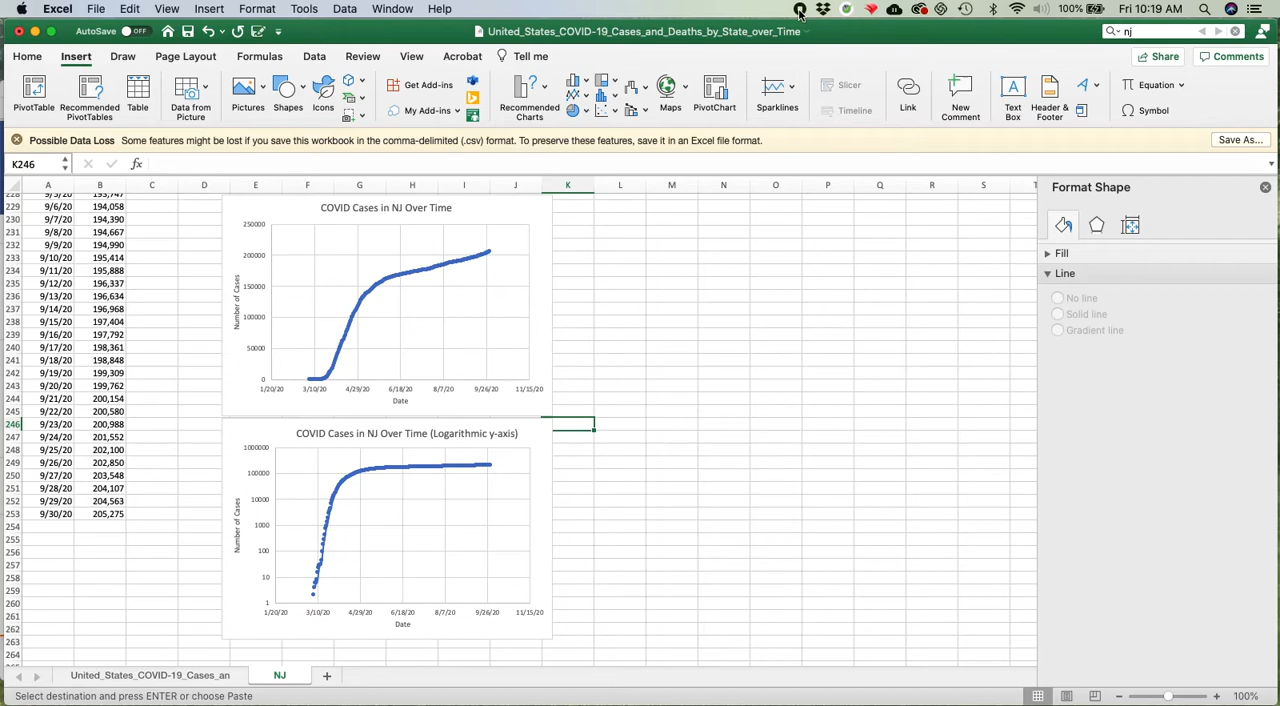 Excel File Edit View Insert Format Tools Data Window Help 100% Fri 10:19 AM
AutoSave OFF United_States_COVID-19_Cases_and_Deaths_by_State_over_Time nj
Home Insert Draw Page Layout Formulas Data Review View Acrobat Tell me Share Comments
PivotTable Recommended PivotTables Table Data from Picture Pictures Shapes Icons Get Add-ins My Add-ins Recommended Charts Maps PivotChart Sparklines Slicer Timeline Link New Comment Text Box Header & Footer Equation Symbol
Possible Data Loss Some features might be lost if you save this workbook in the comma-delimited (.csv) format. To preserve these features, save it in an Excel file format. Save As...
K246 fx
A B C D E F G H I J K L M N O P Q R S T
228 9/5/20 193,747
229 9/6/20 194,058
230 9/7/20 194,390
231 9/8/20 194,667
232 9/9/20 194,990
233 9/10/20 195,414
234 9/11/20 195,888
235 9/12/20 196,337
236 9/13/20 196,634
237 9/14/20 196,968
238 9/15/20 197,404
239 9/16/20 197,792
240 9/17/20 198,361
241 9/18/20 198,848
242 9/19/20 199,309
243 9/20/20 199,762
244 9/21/20 200,154
245 9/22/20 200,580
246 9/23/20 200,988
247 9/24/20 201,552
248 9/25/20 202,100
249 9/26/20 202,850
250 9/27/20 203,548
251 9/28/20 204,107
252 9/29/20 204,563
253 9/30/20 205,275
254
255
256
257
258
259
260
261
262
263
264
COVID Cases in NJ Over Time
Number of Cases
250000
200000
150000
100000
50000
0
1/20/20 3/10/20 4/29/20 6/18/20 8/7/20 9/26/20 11/15/20
Date
COVID Cases in NJ Over Time (Logarithmic y-axis)
Number of Cases
1000000
100000
10000
1000
100
10
1
1/20/20 3/10/20 4/29/20 6/18/20 8/7/20 9/26/20 11/15/20
Date
Format Shape
Fill
Line
No line
Solid line
Gradient line
United_States_COVID-19_Cases_an NJ
Select destination and press ENTER or choose Paste 100%